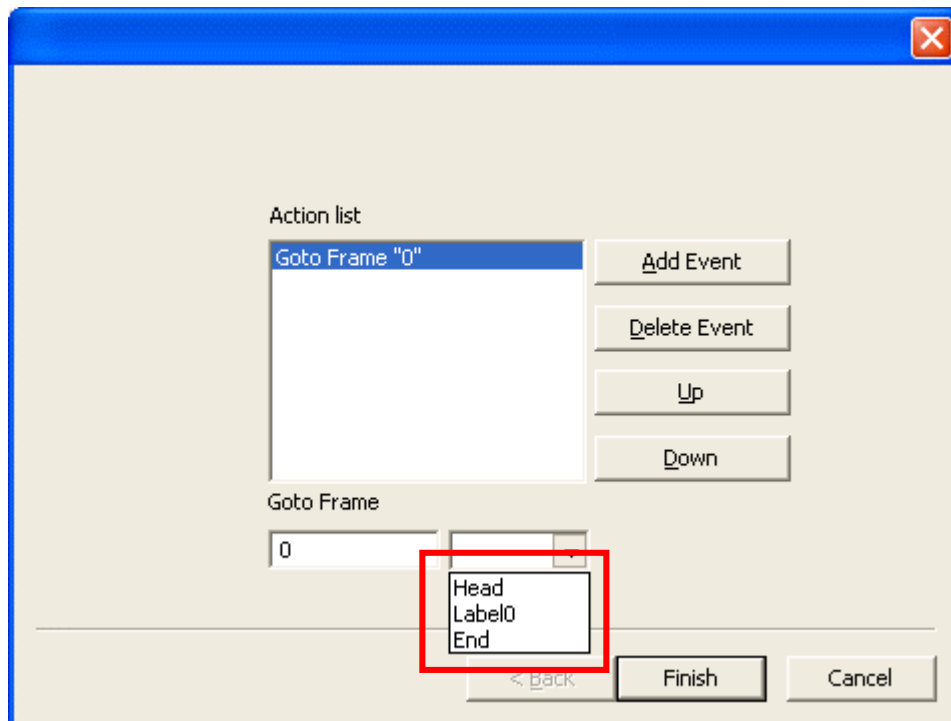 Action list
Goto Frame "0"
Add Event
Delete Event
Up
Down
Goto Frame
0
Head
Label0
End
< Back
Finish
Cancel